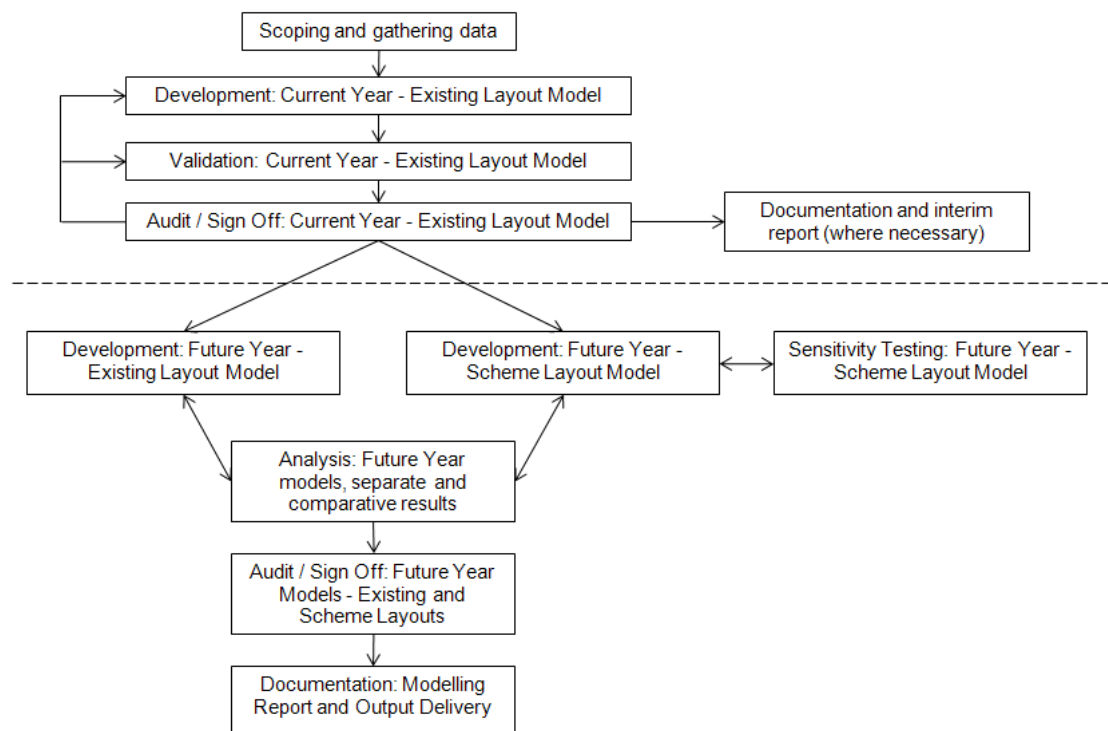 Scoping and gathering data
Development: Current Year - Existing Layout Model
Validation: Current Year - Existing Layout Model
Audit / Sign Off: Current Year - Existing Layout Model
Documentation and interim
report (where necessary)
Development: Future Year -
Existing Layout Model
Development: Future Year -
Scheme Layout Model
Sensitivity Testing: Future Year -
Scheme Layout Model
Analysis: Future Year
models, separate and
comparative results
Audit / Sign Off: Future Year
Models - Existing and
Scheme Layouts
Documentation: Modelling
Report and Output Delivery